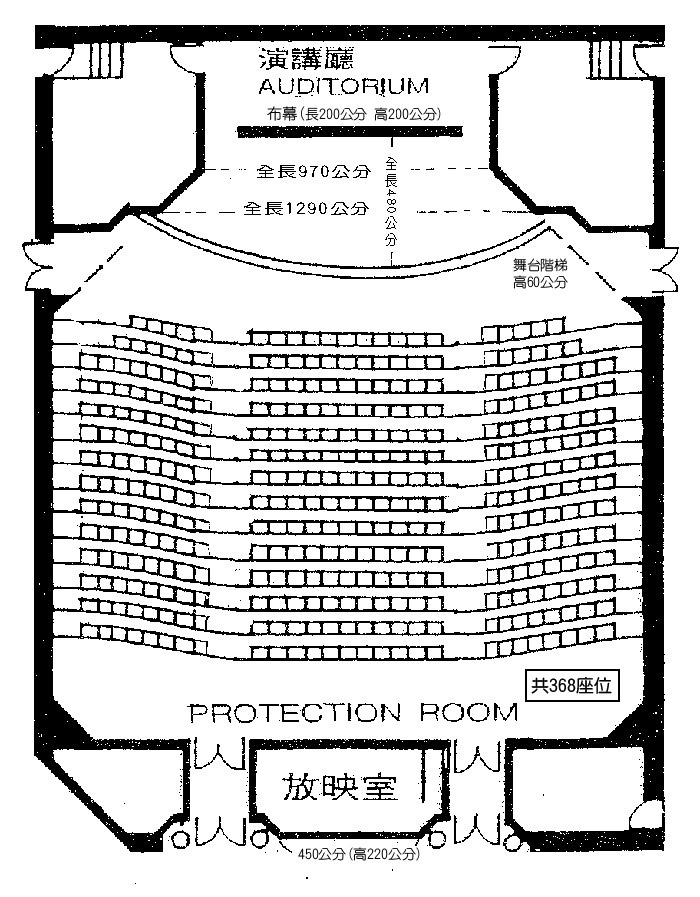 演講廳
AUDITORIUM
布幕(長200公分 高200公分)
全長970公分
全長480公分
全長1290公分
舞台階梯
高60公分
共368座位
PROTECTION ROOM
放映室
450公分(高220公分)